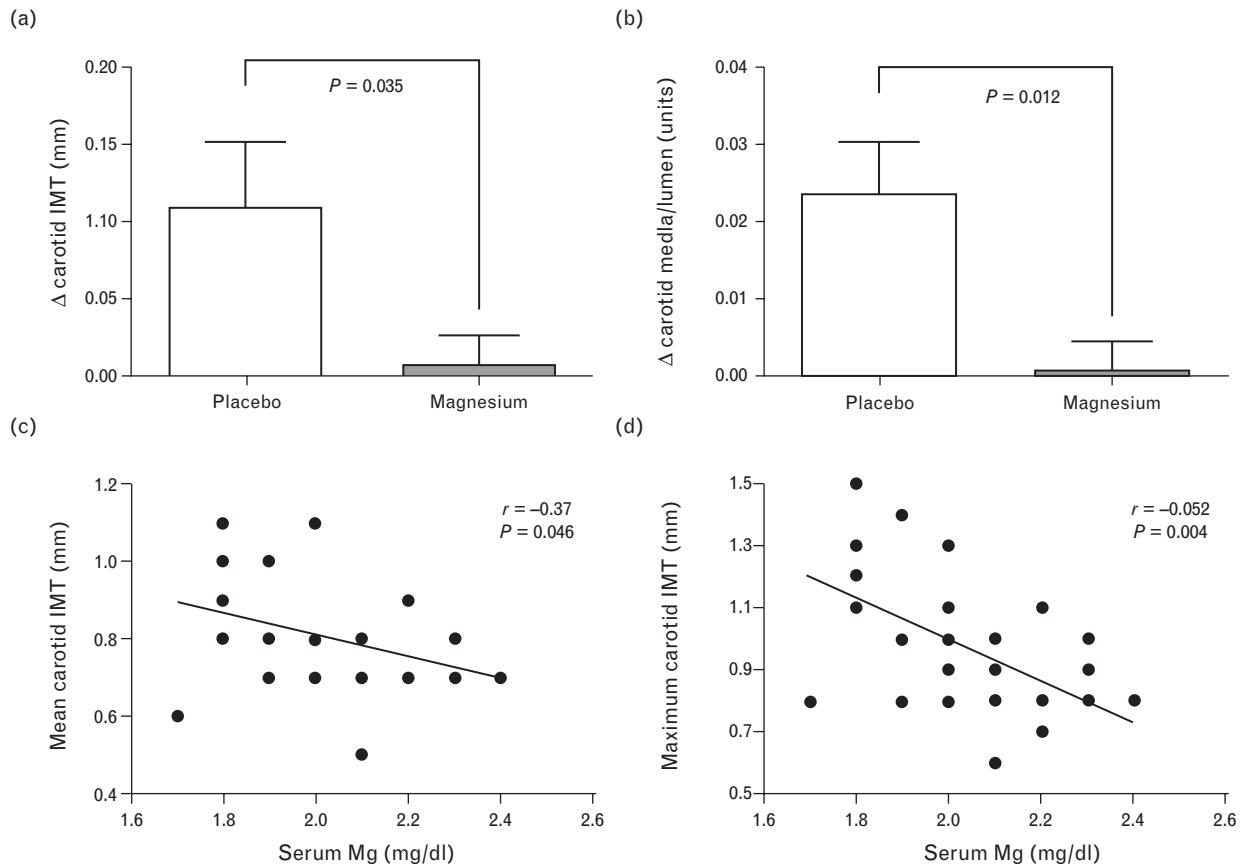 (a)
Δ carotid IMT (mm)
0.20
0.15
1.10
0.05
0.00
P = 0.035
Placebo
Magnesium
(b)
Δ carotid medla/lumen (units)
0.04
0.03
0.02
0.01
0.00
P = 0.012
Placebo
Magnesium
(c)
Mean carotid IMT (mm)
1.2
1.0
0.8
0.6
0.4
r = –0.37
P = 0.046
1.6
1.8
2.0
2.2
2.4
2.6
Serum Mg (mg/dl)
(d)
Maximum carotid IMT (mm)
1.5
1.3
1.1
0.9
0.7
0.5
r = –0.052
P = 0.004
1.6
1.8
2.0
2.2
2.4
2.6
Serum Mg (mg/dl)